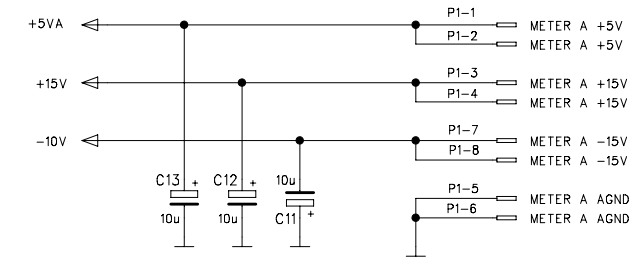 +5VA
P1-1
METER A +5V
P1-2
METER A +5V
+15V
P1-3
METER A +15V
P1-4
METER A +15V
-10V
P1-7
METER A -15V
P1-8
METER A -15V
C13 +
10u
C12 +
10u
10u
C11 +
P1-5
METER A AGND
P1-6
METER A AGND